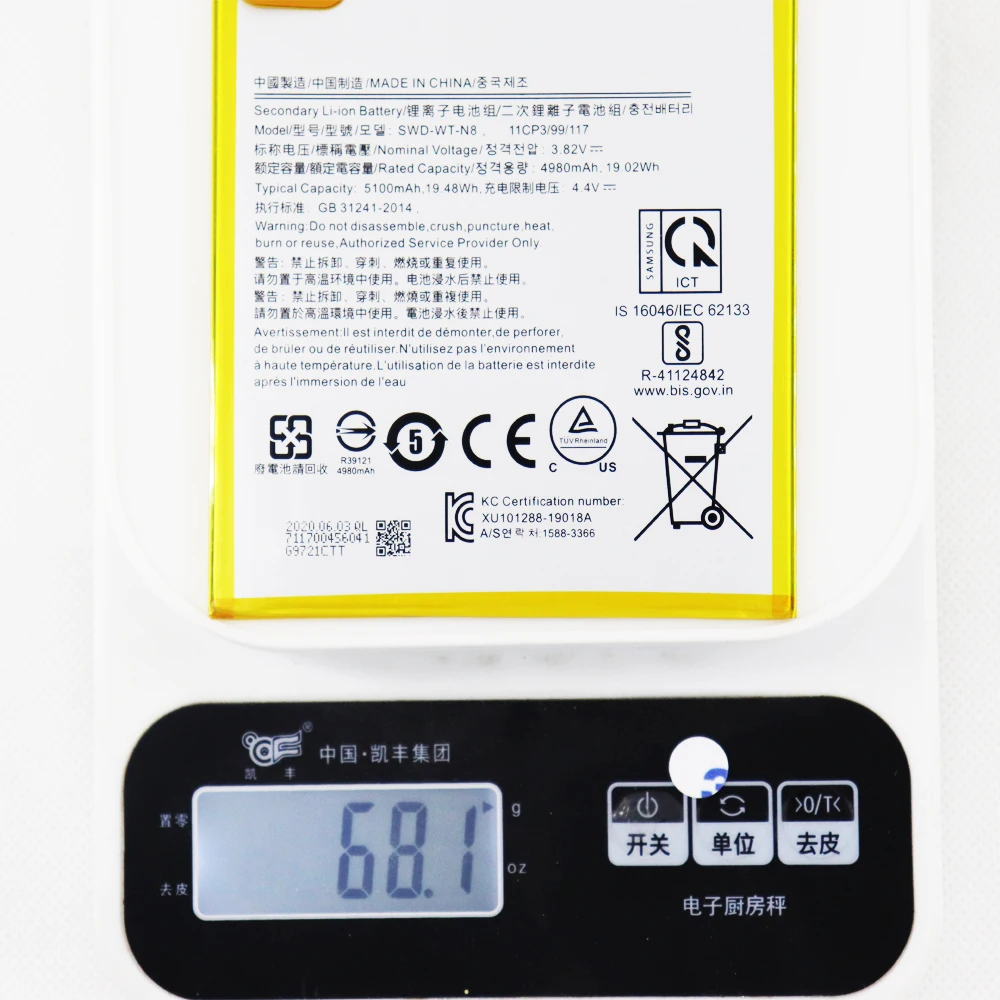 中國製造/中国制造/MADE IN CHINA/중국제조
Secondary Li-ion Battery/锂离子电池组/二次鋰離子電池組/충전배터리
Model/型号/型號/모델: SWD-WT-N8 , 11CP3/99/117
标称电压/標稱電壓/Nominal Voltage/정격전압: 3.82V⎓
额定容量/額定電容量/Rated Capacity/정격용량: 4980mAh, 19.02Wh
Typical Capacity: 5100mAh,19.48Wh,充电限制电压: 4.4V⎓
执行标准: GB 31241-2014 ,
Warning:Do not disassemble,crush,puncture,heat,
burn or reuse,Authorized Service Provider Only.
警告: 禁止拆卸、穿刺、燃烧或重复使用。
请勿置于高温环境中使用。电池浸水后禁止使用。
警告: 禁止拆卸、穿刺、燃燒或重複使用。
請勿置於高溫環境中使用。電池浸水後禁止使用。
Avertissement:Il est interdit de démonter,de perforer,
de brûler ou de réutiliser.N'utilisez pas l'environnement
à haute température.L'utilisation de la batterie est interdite
après l'immersion de l'eau
SAMSUNG
ICT
IS 16046/IEC 62133
R-41124842
www.bis.gov.in
廢電池請回收
R39121
4980mAh
5
CE
TÜVRheinland
C US
KC Certification number:
XU101288-19018A
A/S연락처:1588-3366
2020.06.03 0L
711700456041
G9721CTT
凯丰
®
中国·凯丰集团
置零
去皮
68.1
g
oz
开关
单位
>0/T<
去皮
电子厨房秤